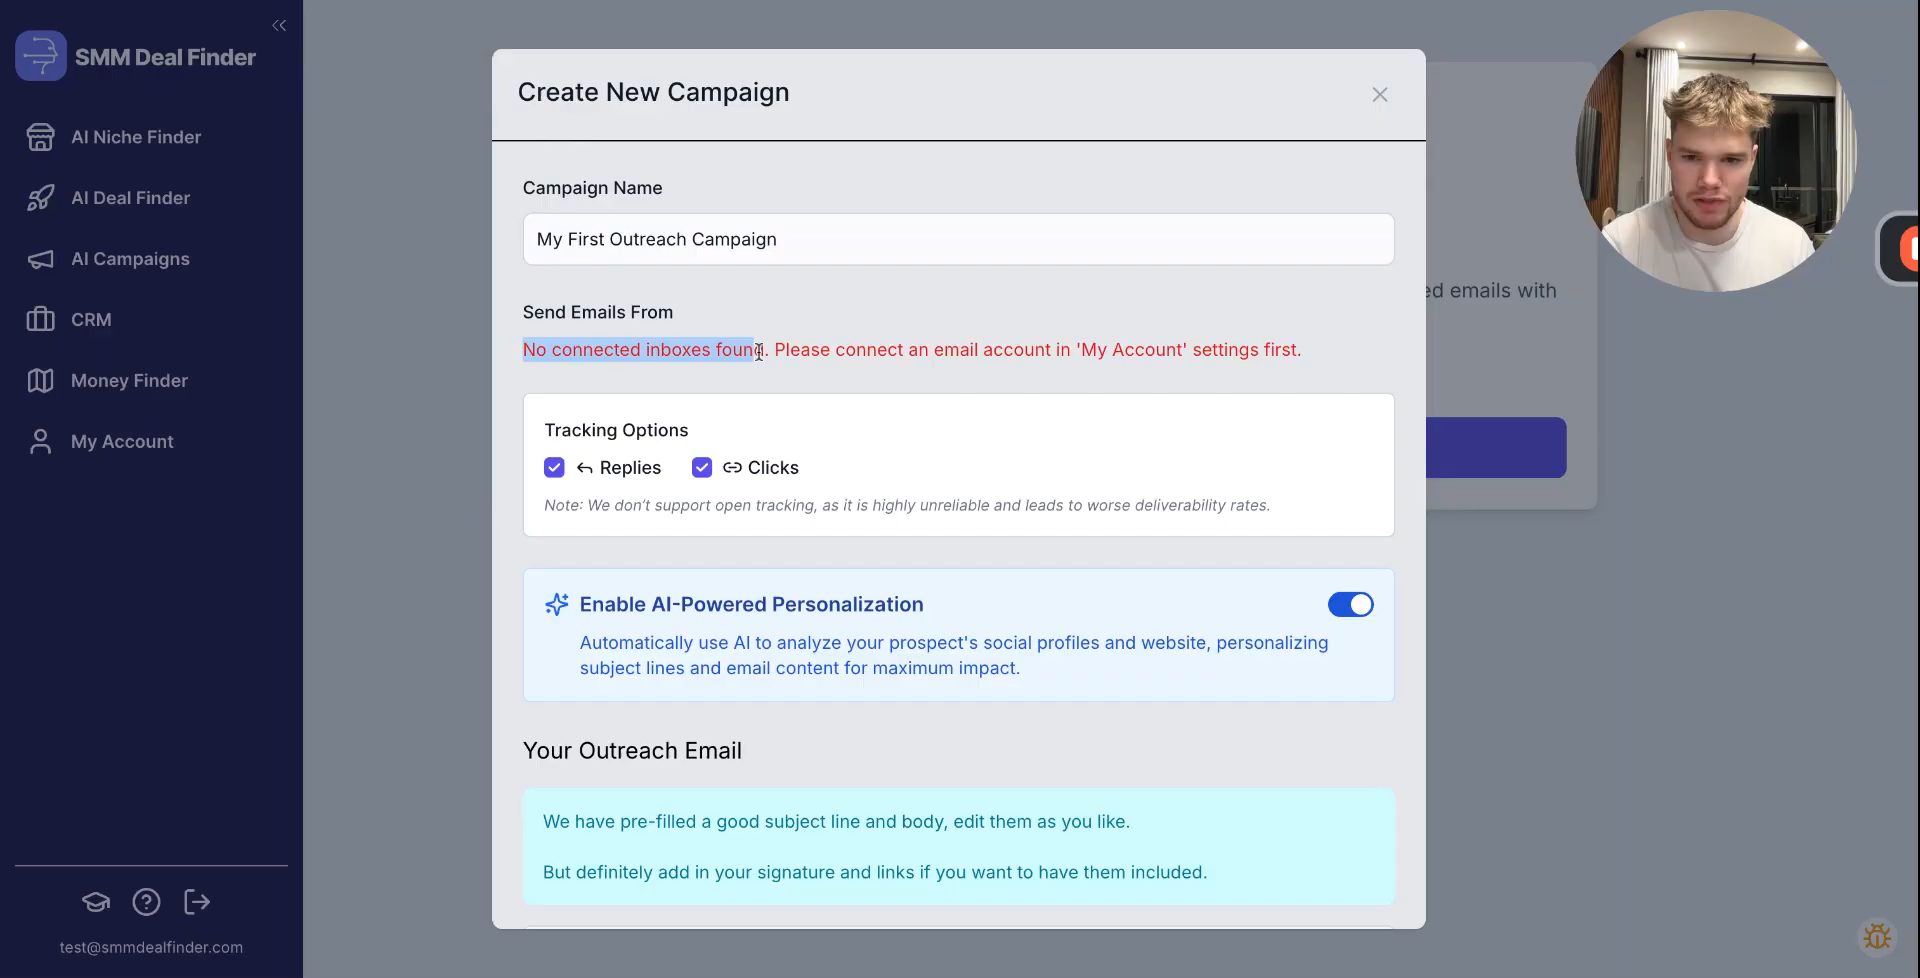 SMM Deal Finder
AI Niche Finder
AI Deal Finder
AI Campaigns
CRM
Money Finder
My Account
test@smmdealfinder.com
Create New Campaign
Campaign Name
My First Outreach Campaign
Send Emails From
No connected inboxes found. Please connect an email account in 'My Account' settings first.
Tracking Options
Replies
Clicks
Note: We don't support open tracking, as it is highly unreliable and leads to worse deliverability rates.
Enable AI-Powered Personalization
Automatically use AI to analyze your prospect's social profiles and website, personalizing
subject lines and email content for maximum impact.
Your Outreach Email
We have pre-filled a good subject line and body, edit them as you like.
But definitely add in your signature and links if you want to have them included.
ed emails with